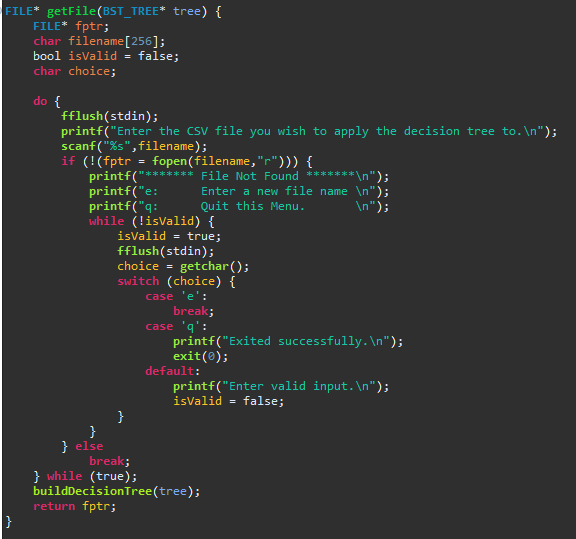 FILE* getFile(BST_TREE* tree) {
    FILE* fptr;
    char filename[256];
    bool isValid = false;
    char choice;

    do {
        fflush(stdin);
        printf("Enter the CSV file you wish to apply the decision tree to.\n");
        scanf("%s",filename);
        if (!(fptr = fopen(filename,"r"))) {
            printf("******* File Not Found *******\n");
            printf("e:      Enter a new file name \n");
            printf("q:      Quit this Menu.       \n");
            while (!isValid) {
                isValid = true;
                fflush(stdin);
                choice = getchar();
                switch (choice) {
                    case 'e':
                        break;
                    case 'q':
                        printf("Exited successfully.\n");
                        exit(0);
                    default:
                        printf("Enter valid input.\n");
                        isValid = false;
                }
            }
        } else
            break;
    } while (true);
    buildDecisionTree(tree);
    return fptr;
}